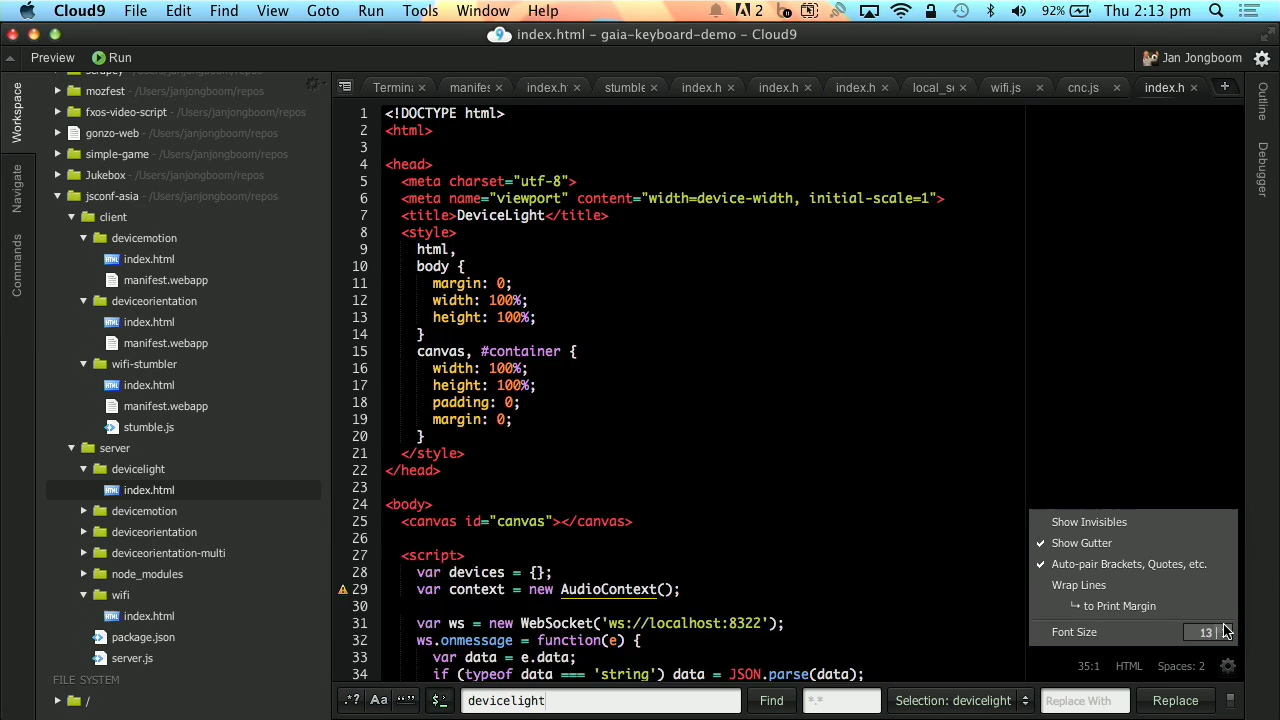 Cloud9 File Edit Find View Goto Run Tools Window Help 2 92% Thu 2:13 pm
index.html – gaia-keyboard-demo – Cloud9
Preview Run Jan Jongboom
Workspace
Navigate
Commands
mozfest - /Users/janjongboom/repos
fxos-video-script - /Users/janjongboom/repos
gonzo-web - /Users/janjongboom/repos
simple-game - /Users/janjongboom/repos
Jukebox - /Users/janjongboom/repos
jsconf-asia - /Users/janjongboom/repos
client
devicemotion
index.html
manifest.webapp
deviceorientation
index.html
manifest.webapp
wifi-stumbler
index.html
manifest.webapp
stumble.js
server
devicelight
index.html
devicemotion
deviceorientation
deviceorientation-multi
node_modules
wifi
index.html
package.json
server.js
FILE SYSTEM
/
Termina manifes index.h stumble index.h index.h index.h local_se wifi.js cnc.js index.h
1 <!DOCTYPE html>
2 <html>
3
4 <head>
5 <meta charset="utf-8">
6 <meta name="viewport" content="width=device-width, initial-scale=1">
7 <title>DeviceLight</title>
8 <style>
9 html,
10 body {
11 margin: 0;
12 width: 100%;
13 height: 100%;
14 }
15 canvas, #container {
16 width: 100%;
17 height: 100%;
18 padding: 0;
19 margin: 0;
20 }
21 </style>
22 </head>
23
24 <body>
25 <canvas id="canvas"></canvas>
26
27 <script>
28 var devices = {};
29 var context = new AudioContext();
30
31 var ws = new WebSocket('ws://localhost:8322');
32 ws.onmessage = function(e) {
33 var data = e.data;
34 if (typeof data === 'string') data = JSON.parse(data);
Show Invisibles
Show Gutter
Auto-pair Brackets, Quotes, etc.
Wrap Lines
to Print Margin
Font Size 13
35:1 HTML Spaces: 2
Outline
Debugger
.* ? Aa "" $_ devicelight Find *.* Selection: devicelight Replace With Replace